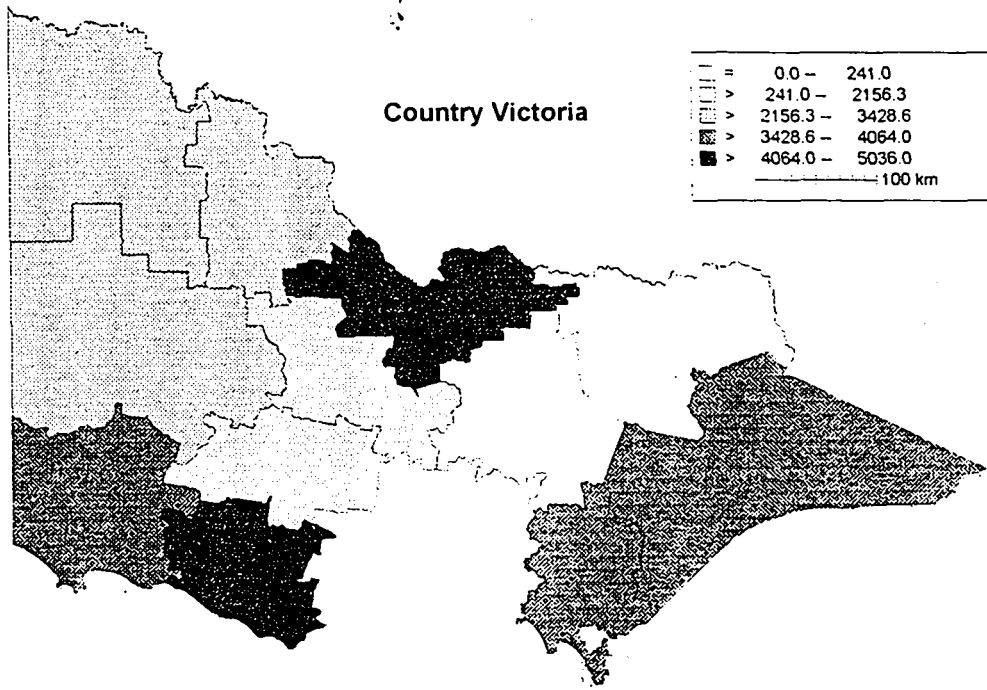 Country Victoria
= 0.0 – 241.0
> 241.0 – 2156.3
> 2156.3 – 3428.6
> 3428.6 – 4064.0
> 4064.0 – 5036.0
100 km